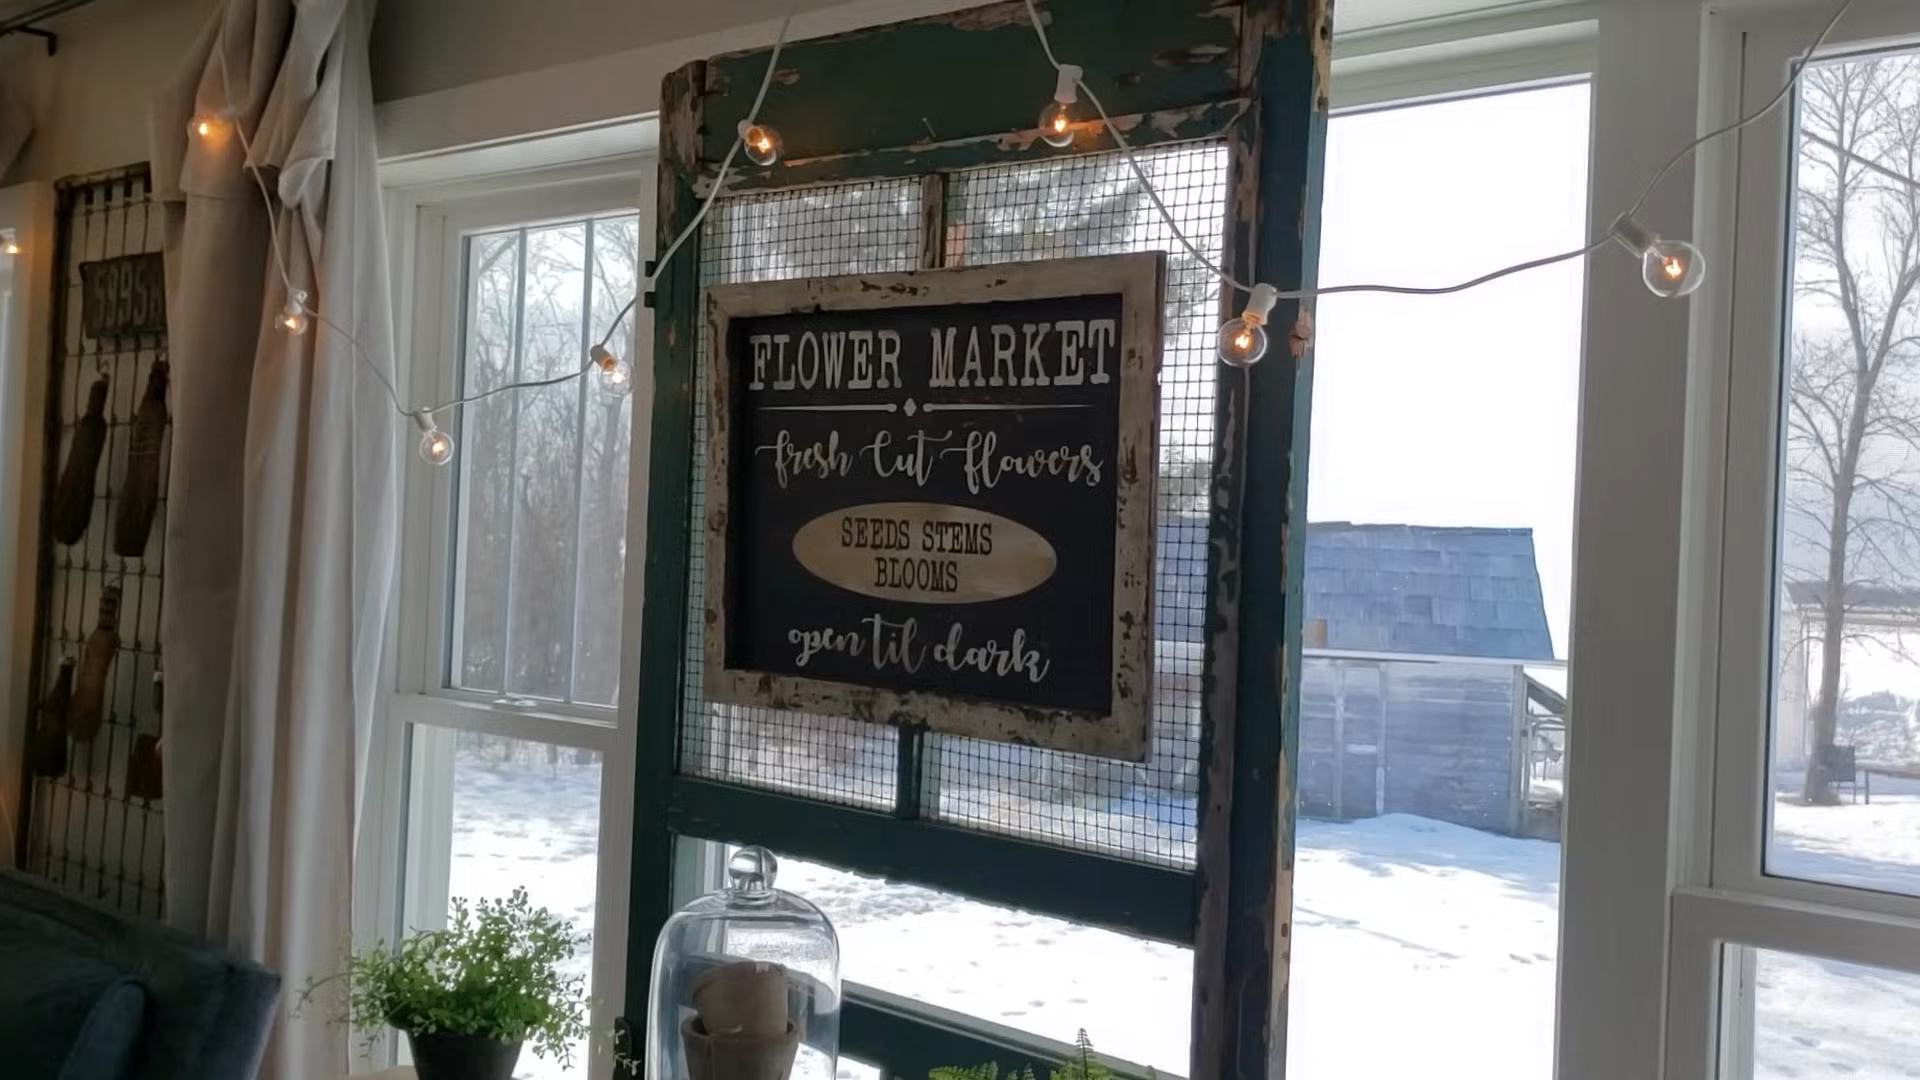 FLOWER MARKET
fresh Cut flowers
SEEDS STEMS
BLOOMS
open til dark